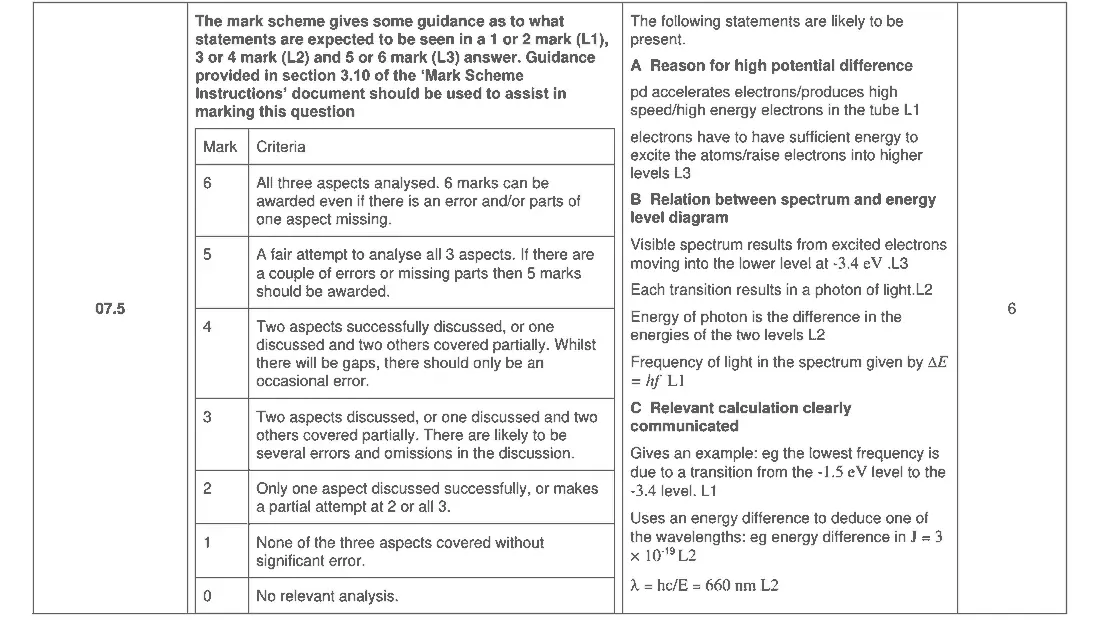 07.5
The mark scheme gives some guidance as to what
statements are expected to be seen in a 1 or 2 mark (L1),
3 or 4 mark (L2) and 5 or 6 mark (L3) answer. Guidance
provided in section 3.10 of the ‘Mark Scheme
Instructions’ document should be used to assist in
marking this question
Mark Criteria
6 All three aspects analysed. 6 marks can be
awarded even if there is an error and/or parts of
one aspect missing.
5 A fair attempt to analyse all 3 aspects. If there are
a couple of errors or missing parts then 5 marks
should be awarded.
4 Two aspects successfully discussed, or one
discussed and two others covered partially. Whilst
there will be gaps, there should only be an
occasional error.
3 Two aspects discussed, or one discussed and two
others covered partially. There are likely to be
several errors and omissions in the discussion.
2 Only one aspect discussed successfully, or makes
a partial attempt at 2 or all 3.
1 None of the three aspects covered without
significant error.
0 No relevant analysis.
The following statements are likely to be
present.
A Reason for high potential difference
pd accelerates electrons/produces high
speed/high energy electrons in the tube L1
electrons have to have sufficient energy to
excite the atoms/raise electrons into higher
levels L3
B Relation between spectrum and energy
level diagram
Visible spectrum results from excited electrons
moving into the lower level at -3.4 eV .L3
Each transition results in a photon of light.L2
Energy of photon is the difference in the
energies of the two levels L2
Frequency of light in the spectrum given by ΔE
= hf L1
C Relevant calculation clearly
communicated
Gives an example: eg the lowest frequency is
due to a transition from the -1.5 eV level to the
-3.4 level. L1
Uses an energy difference to deduce one of
the wavelengths: eg energy difference in J = 3
× 10⁻¹⁹ L2
λ = hc/E = 660 nm L2
6